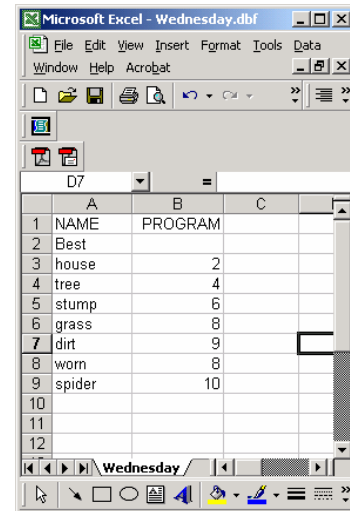 Microsoft Excel - Wednesday.dbf
File Edit View Insert Format Tools Data
Window Help Acrobat
D7 =
A B C
1 NAME PROGRAM
2 Best
3 house 2
4 tree 4
5 stump 6
6 grass 8
7 dirt 9
8 worn 8
9 spider 10
10
11
12
Wednesday